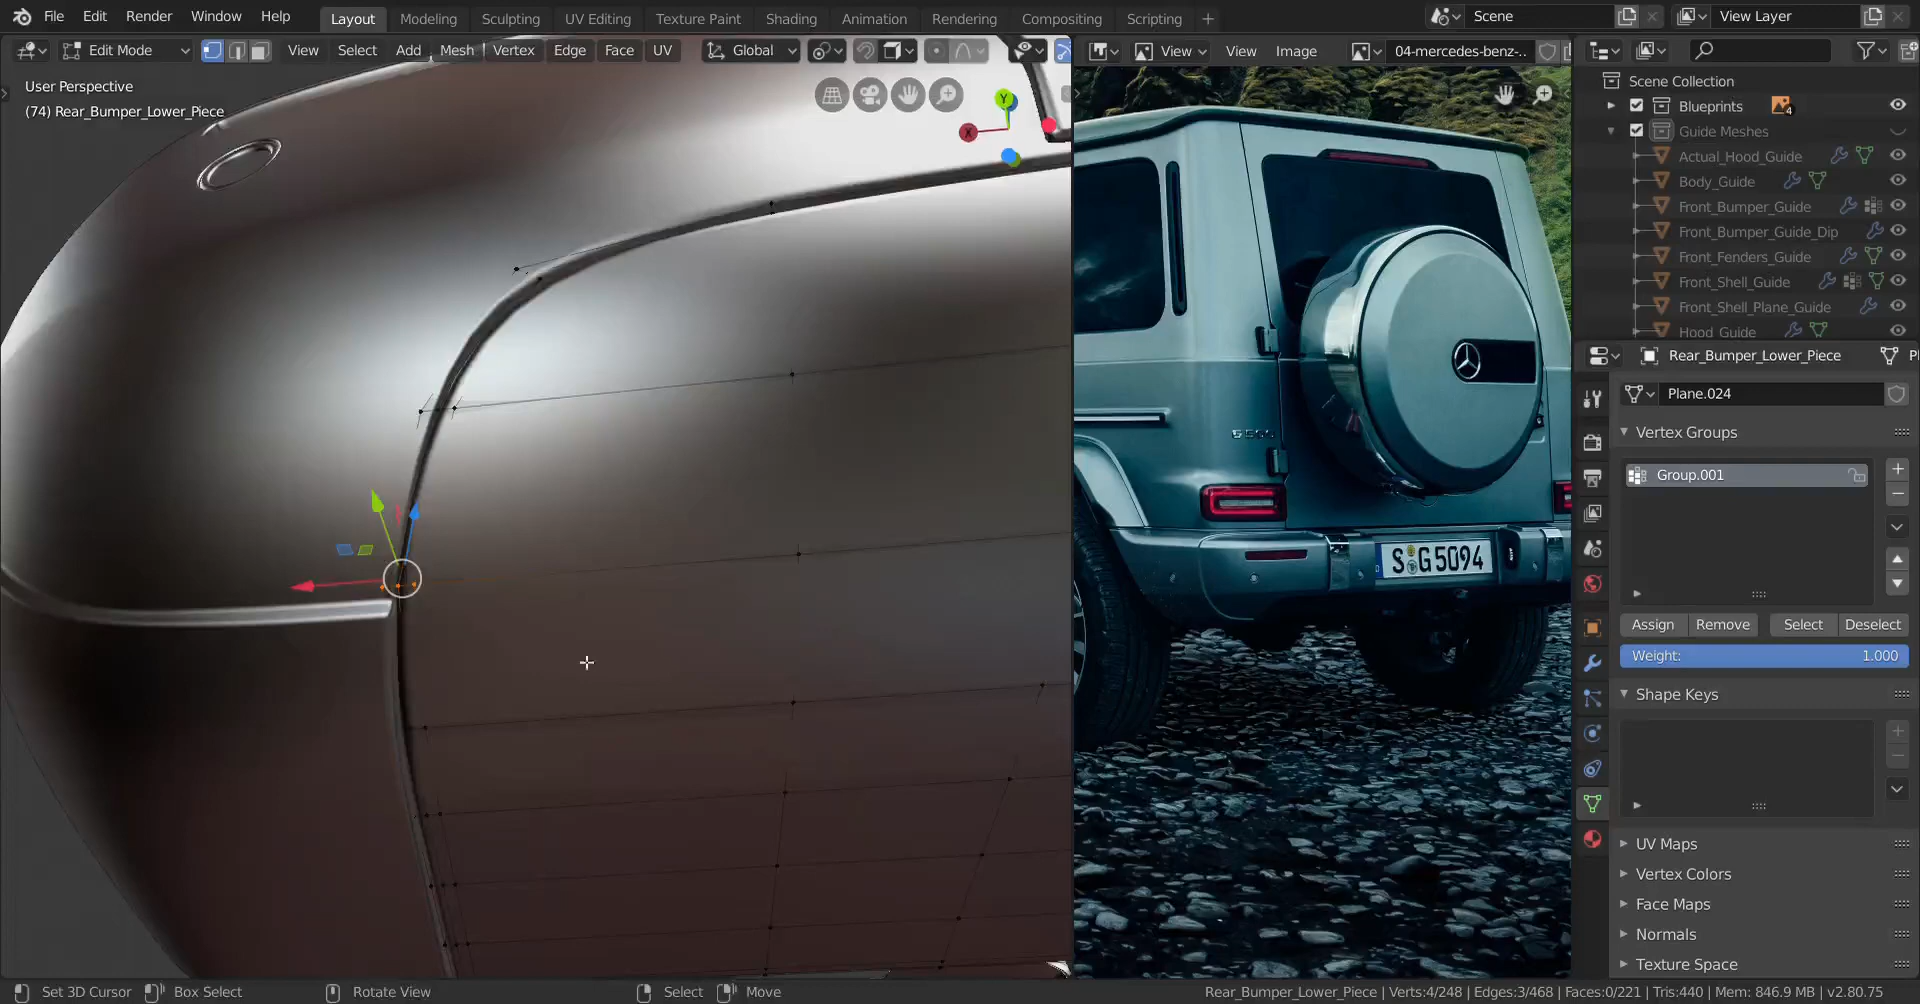 File Edit Render Window Help Layout Modeling Sculpting UV Editing Texture Paint Shading Animation Rendering Compositing Scripting + Scene View Layer
Edit Mode View Select Add Mesh Vertex Edge Face UV Global
View View Image 04-mercedes-benz-..
User Perspective
(74) Rear_Bumper_Lower_Piece
Y
X
S G 5094
Scene Collection
Blueprints 4
Guide Meshes
Actual_Hood_Guide
Body_Guide
Front_Bumper_Guide
Front_Bumper_Guide_Dip
Front_Fenders_Guide
Front_Shell_Guide
Front_Shell_Plane_Guide
Hood_Guide
Rear_Bumper_Lower_Piece
Plane.024
Vertex Groups
Group.001
Assign Remove Select Deselect
Weight: 1.000
Shape Keys
UV Maps
Vertex Colors
Face Maps
Normals
Texture Space
Set 3D Cursor Box Select Rotate View Select Move Rear_Bumper_Lower_Piece | Verts:4/248 | Edges:3/468 | Faces:0/221 | Tris:440 | Mem: 846.9 MB | v2.80.75